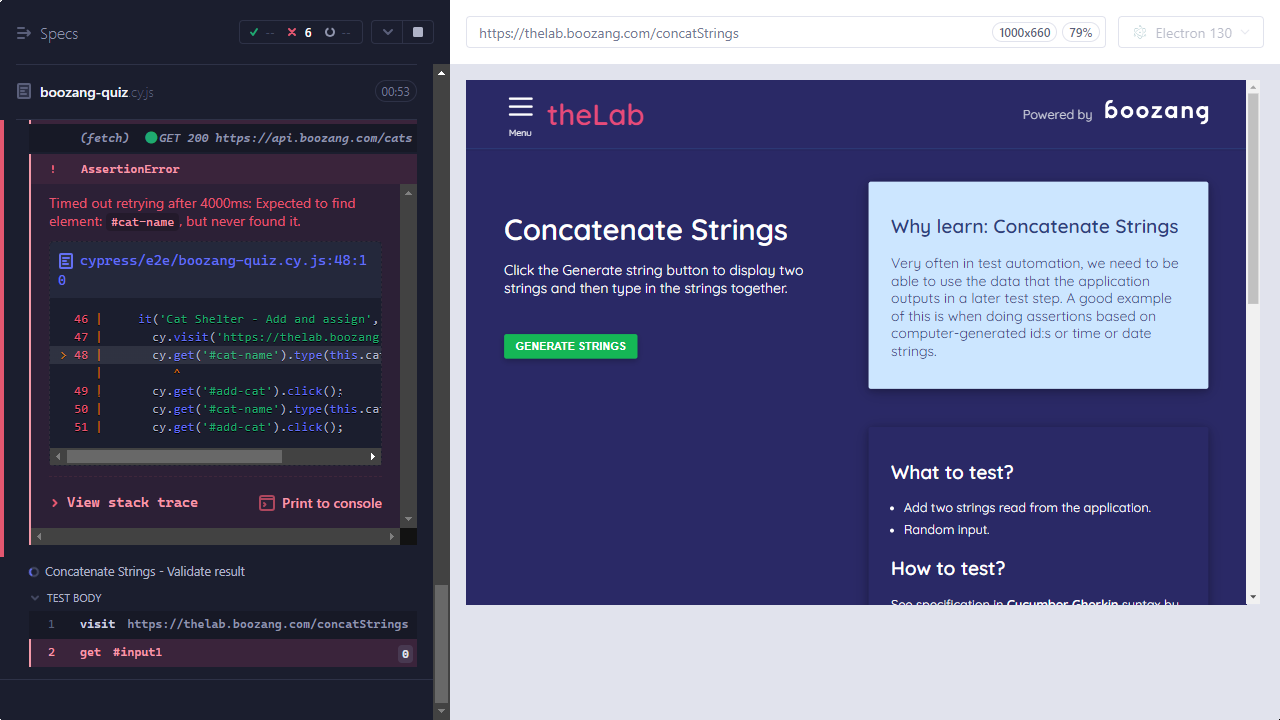 Specs
-- 6 --
boozang-quiz.cy.js
00:53
(fetch) GET 200 https://api.boozang.com/cats
! AssertionError
Timed out retrying after 4000ms: Expected to find
element: #cat-name, but never found it.
cypress/e2e/boozang-quiz.cy.js:48:1
0
46 | it('Cat Shelter - Add and assign',
47 | cy.visit('https://thelab.boozang
> 48 | cy.get('#cat-name').type(this.ca
| ^
49 | cy.get('#add-cat').click();
50 | cy.get('#cat-name').type(this.ca
51 | cy.get('#add-cat').click();
> View stack trace
Print to console
Concatenate Strings - Validate result
TEST BODY
1 visit https://thelab.boozang.com/concatStrings
2 get #input1 0
https://thelab.boozang.com/concatStrings
1000x660
79%
Electron 130
Menu
theLab
Powered by boozang
Concatenate Strings
Click the Generate string button to display two
strings and then type in the strings together.
GENERATE STRINGS
Why learn: Concatenate Strings
Very often in test automation, we need to be
able to use the data that the application
outputs in a later test step. A good example
of this is when doing assertions based on
computer-generated id:s or time or date
strings.
What to test?
• Add two strings read from the application.
• Random input.
How to test?
See specification in Cucumber Gherkin syntax by